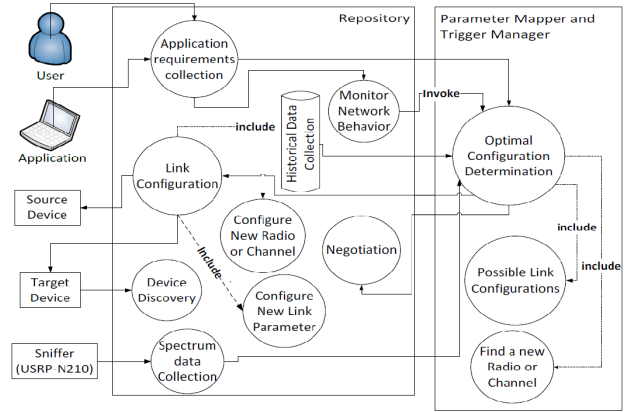 Repository
Parameter Mapper and
Trigger Manager
User
Application
requirements
collection
Application
Monitor
Network
Behavior
Invoke
Historical Data
Collection
include
Optimal
Configuration
Determination
Link
Configuration
Source
Device
Configure
New Radio
or Channel
Negotiation
include
include
Include
Target
Device
Device
Discovery
Configure
New Link
Parameter
Possible Link
Configurations
Sniffer
(USRP-N210)
Spectrum
data
Collection
Find a new
Radio or
Channel